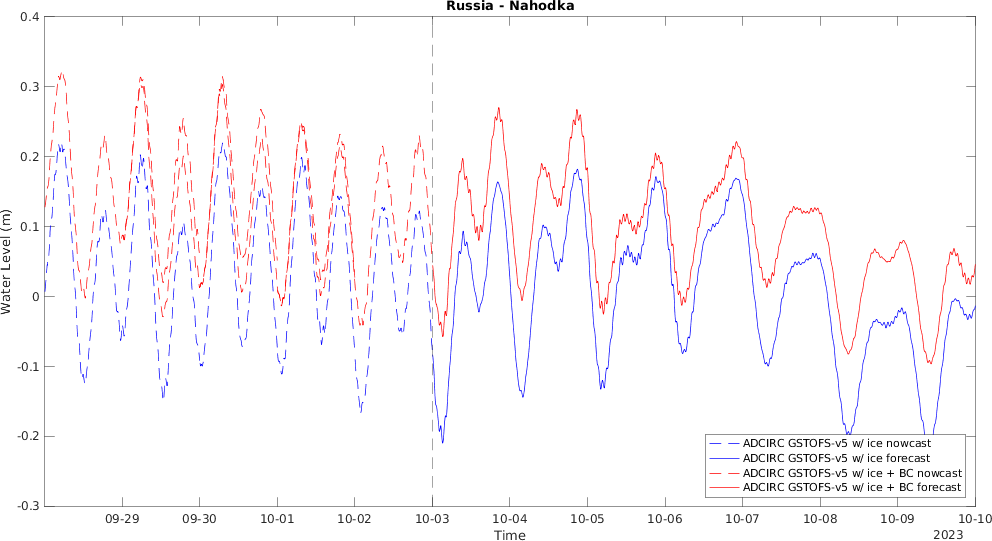 Russia - Nahodka
Water Level (m)
0.4
0.3
0.2
0.1
0
-0.1
-0.2
-0.3
ADCIRC GSTOFS-v5 w/ ice nowcast
ADCIRC GSTOFS-v5 w/ ice forecast
ADCIRC GSTOFS-v5 w/ ice + BC nowcast
ADCIRC GSTOFS-v5 w/ ice + BC forecast
09-29 09-30 10-01 10-02 10-03 10-04 10-05 10-06 10-07 10-08 10-09 10-10
Time
2023